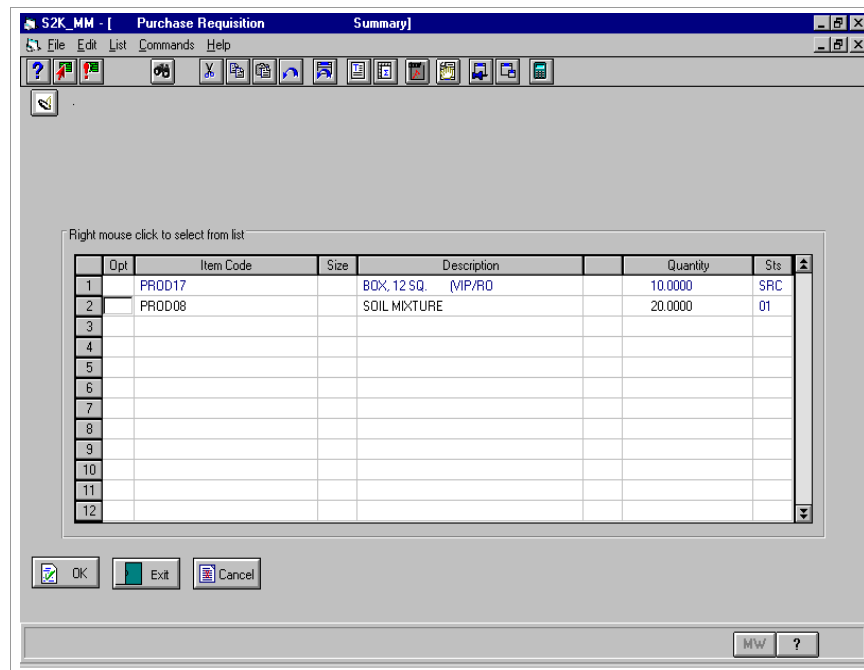 S2K_MM - [ Purchase Requisition Summary]
File Edit List Commands Help
Right mouse click to select from list
Opt Item Code Size Description Quantity Sts
1 PROD17 BOX, 12 SQ. (VIP/RO 10.0000 SRC
2 PROD08 SOIL MIXTURE 20.0000 01
3
4
5
6
7
8
9
10
11
12
OK Exit Cancel
MW ?